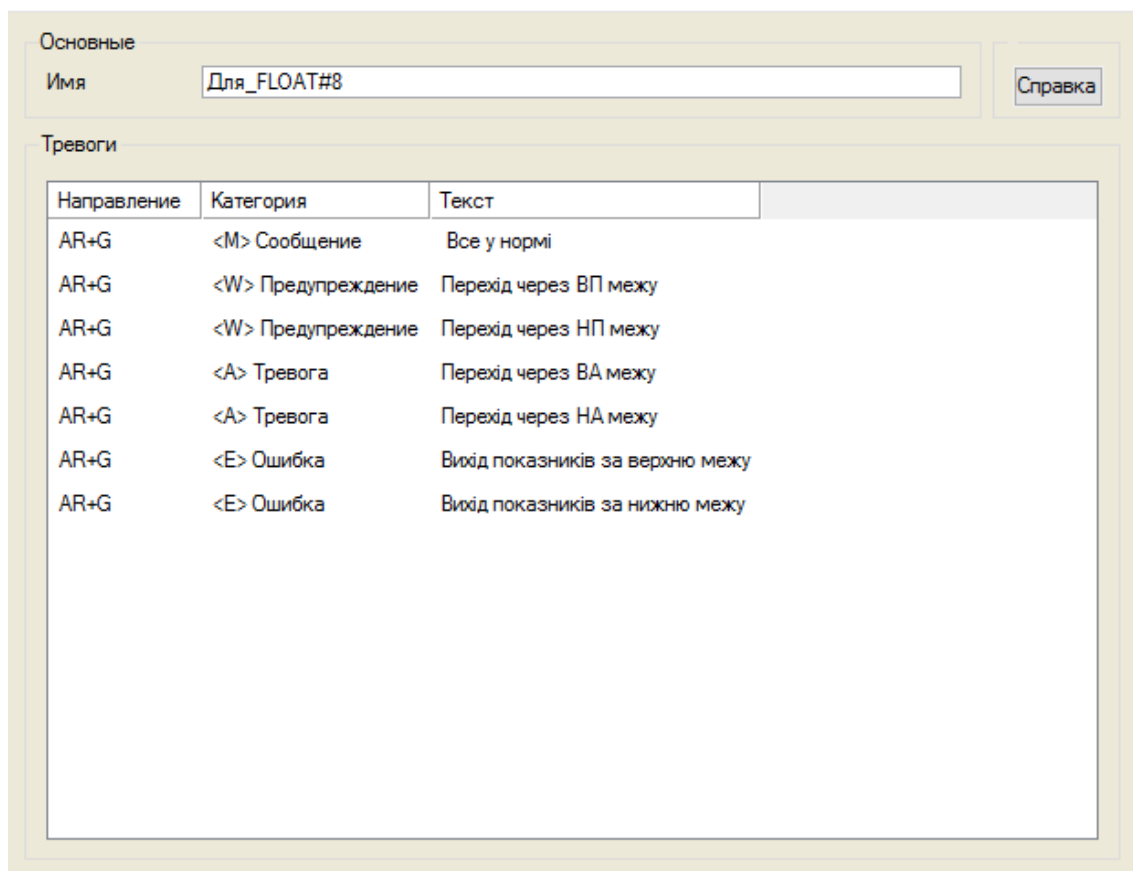 Основные
Имя Для_FLOAT#8 Справка
Тревоги
Направление Категория Текст
AR+G <M> Сообщение Все у нормі
AR+G <W> Предупреждение Перехід через ВП межу
AR+G <W> Предупреждение Перехід через НП межу
AR+G <A> Тревога Перехід через ВА межу
AR+G <A> Тревога Перехід через НА межу
AR+G <E> Ошибка Вихід показників за верхню межу
AR+G <E> Ошибка Вихід показників за нижню межу